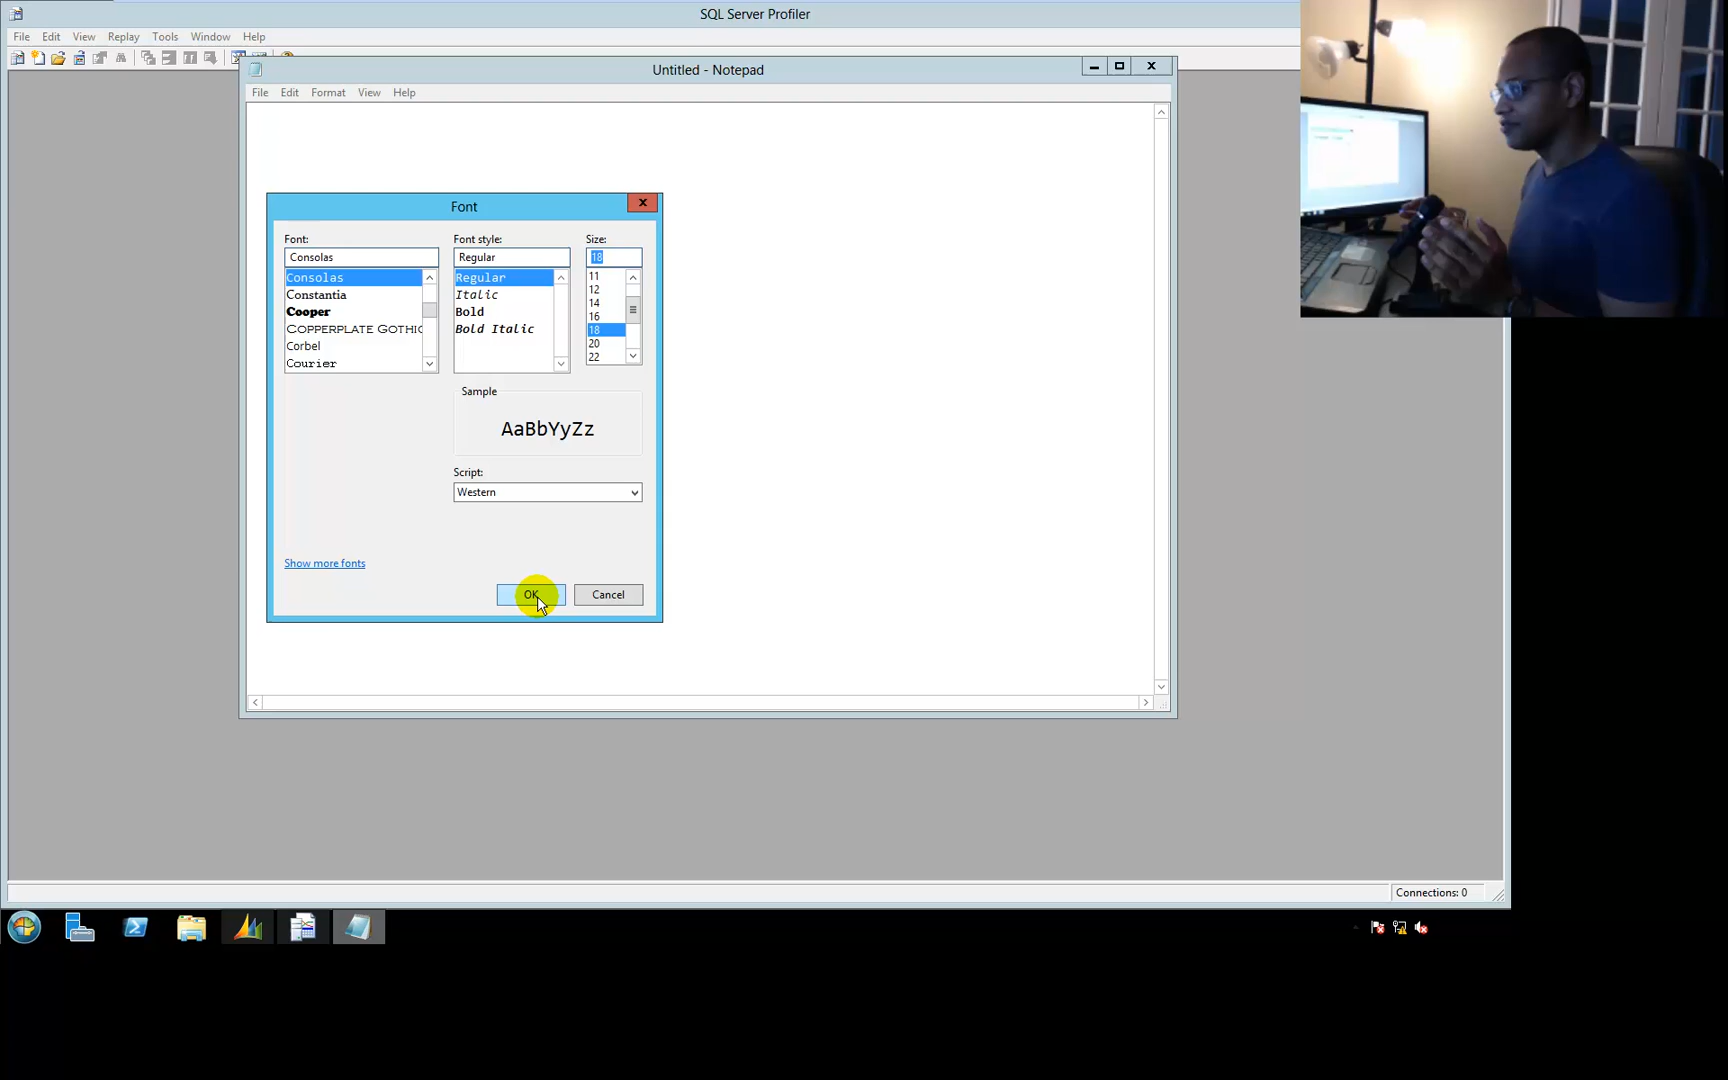 SQL Server Profiler
File Edit View Replay Tools Window Help
Untitled - Notepad
File Edit Format View Help
Font
Font: Font style: Size:
Consolas Regular 18
Consolas Regular 11
Constantia Italic 12
Cooper Bold 14
COPPERPLATE GOTHIC Bold Italic 16
Corbel 18
Courier 20
22
Sample
AaBbYyZz
Script:
Western
Show more fonts
OK Cancel
Connections: 0